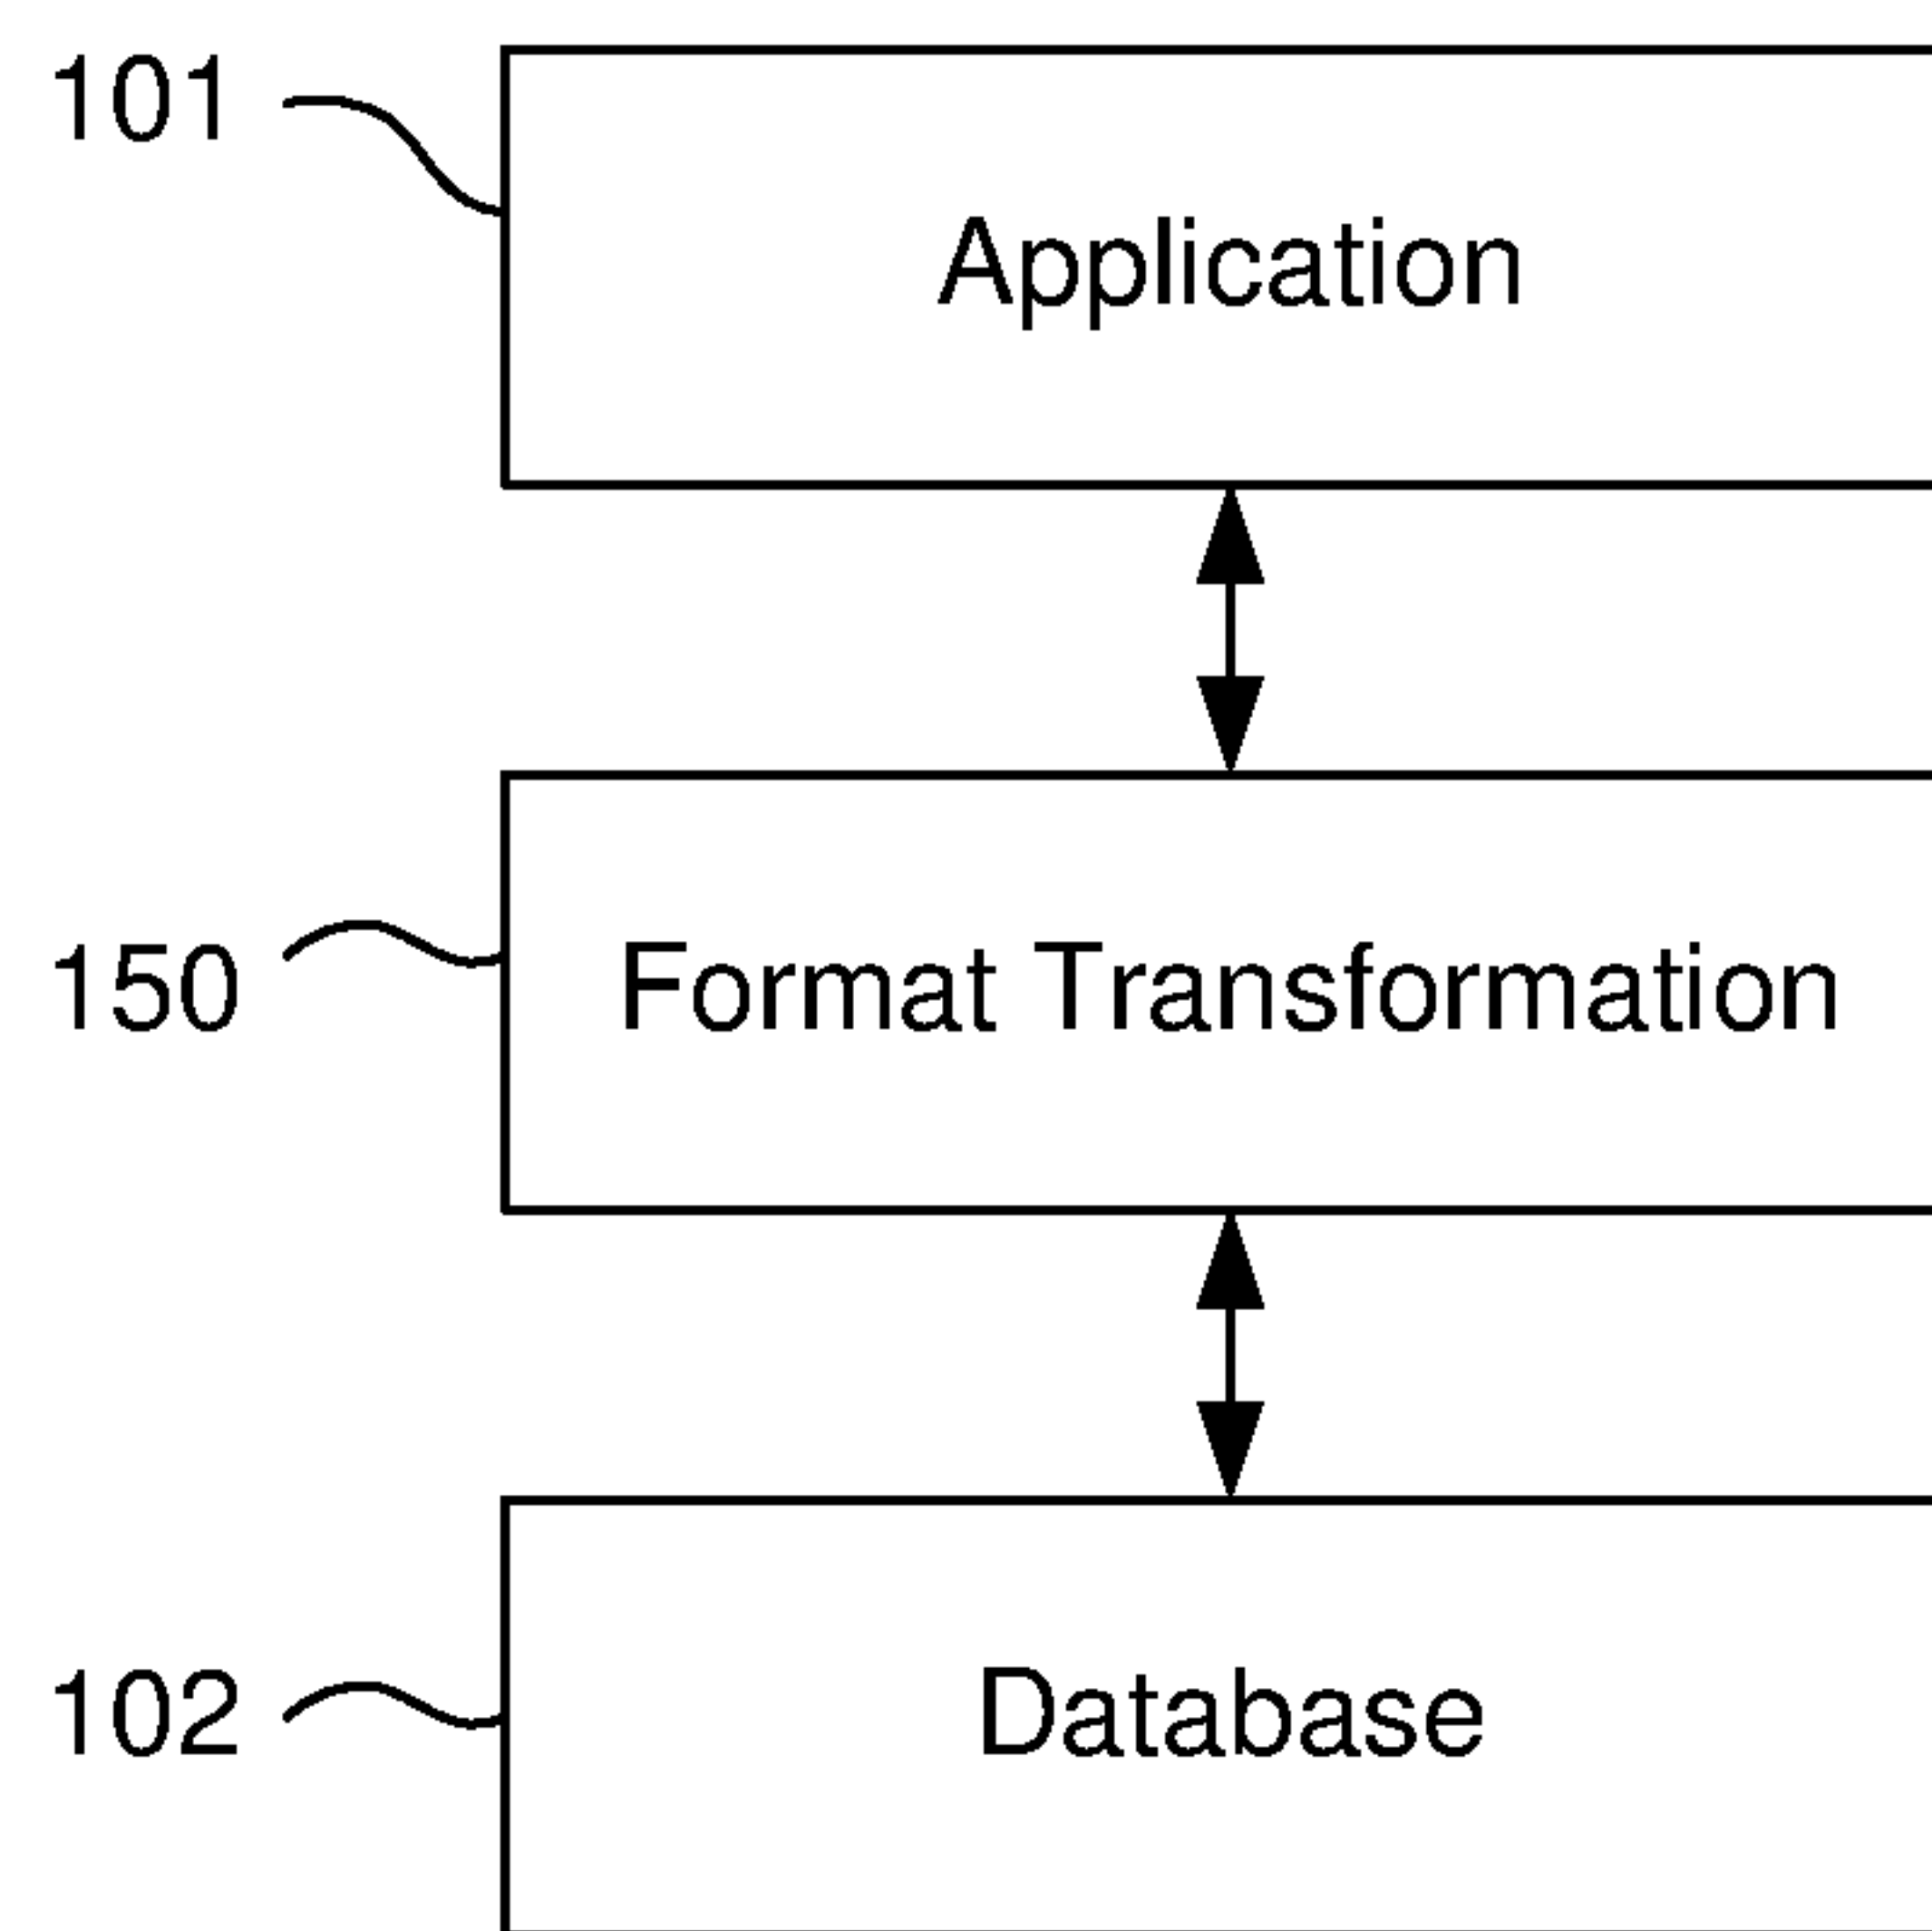 101
Application
150
Format Transformation
102
Database